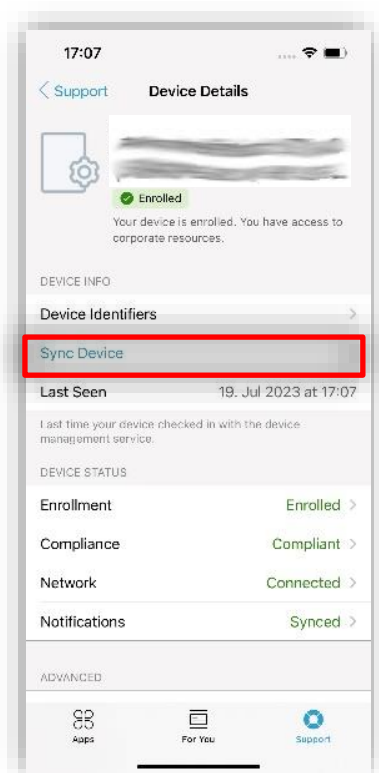 17:07
Support Device Details
Enrolled
Your device is enrolled. You have access to
corporate resources.
DEVICE INFO
Device Identifiers
Sync Device
Last Seen 19. Jul 2023 at 17:07
Last time your device checked in with the device
management service.
DEVICE STATUS
Enrollment Enrolled
Compliance Compliant
Network Connected
Notifications Synced
ADVANCED
Apps For You Support